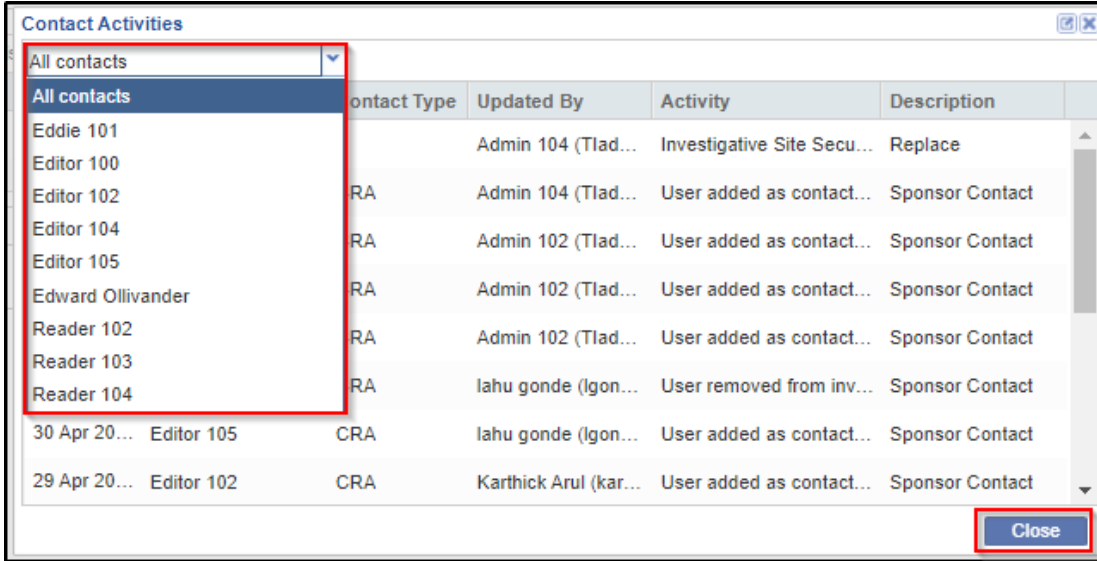 Contact Activities
All contacts
All contacts
Eddie 101
Editor 100
Editor 102
Editor 104
Editor 105
Edward Ollivander
Reader 102
Reader 103
Reader 104
ontact Type Updated By Activity Description
Admin 104 (Tlad... Investigative Site Secu... Replace
RA Admin 104 (Tlad... User added as contact... Sponsor Contact
RA Admin 102 (Tlad... User added as contact... Sponsor Contact
RA Admin 102 (Tlad... User added as contact... Sponsor Contact
RA Admin 102 (Tlad... User added as contact... Sponsor Contact
RA lahu gonde (lgon... User removed from inv... Sponsor Contact
30 Apr 20... Editor 105 CRA lahu gonde (lgon... User added as contact... Sponsor Contact
29 Apr 20... Editor 102 CRA Karthick Arul (kar... User added as contact... Sponsor Contact
Close